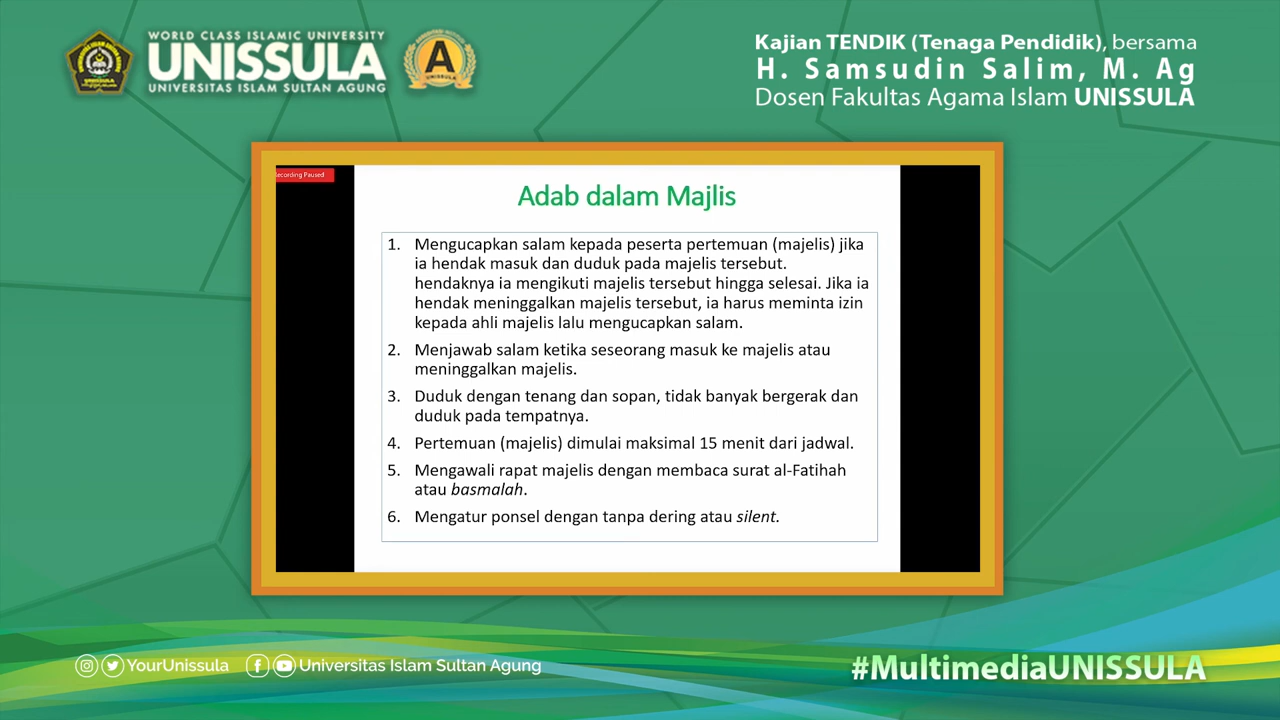 WORLD CLASS ISLAMIC UNIVERSITY
UNISSULA
UNIVERSITAS ISLAM SULTAN AGUNG
A
Kajian TENDIK (Tenaga Pendidik), bersama
H. Samsudin Salim, M. Ag
Dosen Fakultas Agama Islam UNISSULA
ecording Paused
Adab dalam Majlis
1. Mengucapkan salam kepada peserta pertemuan (majelis) jika
ia hendak masuk dan duduk pada majelis tersebut.
hendaknya ia mengikuti majelis tersebut hingga selesai. Jika ia
hendak meninggalkan majelis tersebut, ia harus meminta izin
kepada ahli majelis lalu mengucapkan salam.
2. Menjawab salam ketika seseorang masuk ke majelis atau
meninggalkan majelis.
3. Duduk dengan tenang dan sopan, tidak banyak bergerak dan
duduk pada tempatnya.
4. Pertemuan (majelis) dimulai maksimal 15 menit dari jadwal.
5. Mengawali rapat majelis dengan membaca surat al-Fatihah
atau basmalah.
6. Mengatur ponsel dengan tanpa dering atau silent.
YourUnissula
Universitas Islam Sultan Agung
#MultimediaUNISSULA